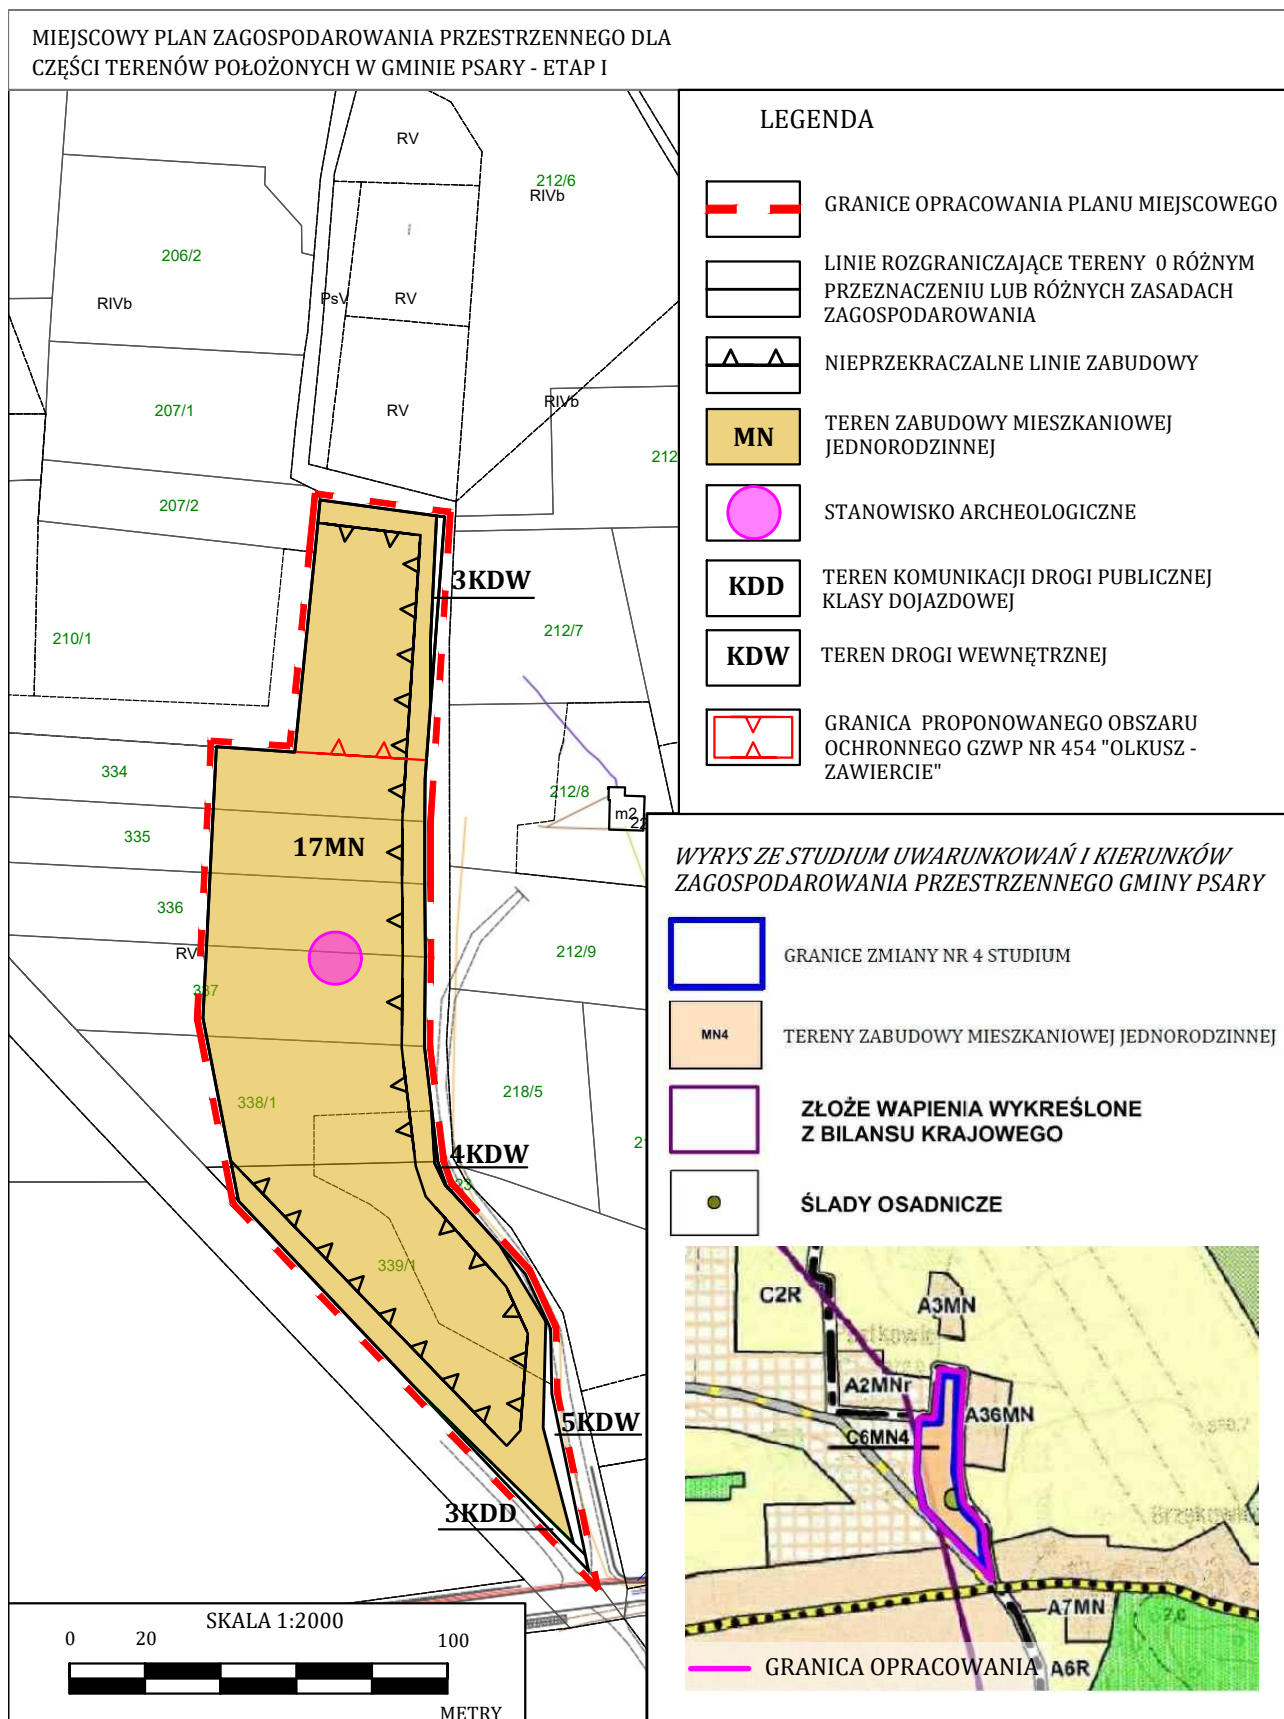 MIEJSCOWY PLAN ZAGOSPODAROWANIA PRZESTRZENNEGO DLA
CZĘŚCI TERENÓW POŁOŻONYCH W GMINIE PSARY - ETAP I
RV
212/6
RIVb
206/2
RIVb
PsV
RV
RIVb
207/1
RV
212
207/2
3KDW
210/1
212/7
334
212/8
m2
335
17MN
336
RV
212/9
337
338/1
218/5
4KDW
23
339/1
5KDW
3KDD
SKALA 1:2000
0 20 100
METRY
LEGENDA
GRANICE OPRACOWANIA PLANU MIEJSCOWEGO
LINIE ROZGRANICZAJĄCE TERENY 0 RÓŻNYM
PRZEZNACZENIU LUB RÓŻNYCH ZASADACH
ZAGOSPODAROWANIA
NIEPRZEKRACZALNE LINIE ZABUDOWY
MN
TEREN ZABUDOWY MIESZKANIOWEJ
JEDNORODZINNEJ
STANOWISKO ARCHEOLOGICZNE
KDD
TEREN KOMUNIKACJI DROGI PUBLICZNEJ
KLASY DOJAZDOWEJ
KDW
TEREN DROGI WEWNĘTRZNEJ
GRANICA PROPONOWANEGO OBSZARU
OCHRONNEGO GZWP NR 454 "OLKUSZ -
ZAWIERCIE"
WYRYS ZE STUDIUM UWARUNKOWAŃ I KIERUNKÓW
ZAGOSPODAROWANIA PRZESTRZENNEGO GMINY PSARY
GRANICE ZMIANY NR 4 STUDIUM
MN4
TERENY ZABUDOWY MIESZKANIOWEJ JEDNORODZINNEJ
ZŁOŻE WAPIENIA WYKREŚLONE
Z BILANSU KRAJOWEGO
ŚLADY OSADNICZE
C2R
A3MN
A2MNr
A36MN
C6MN4
A7MN
A6R
GRANICA OPRACOWANIA